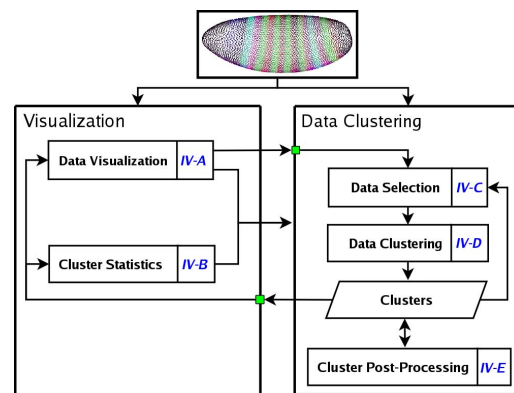 Visualization
Data Visualization IV-A
Cluster Statistics IV-B
Data Clustering
Data Selection IV-C
Data Clustering IV-D
Clusters
Cluster Post-Processing IV-E